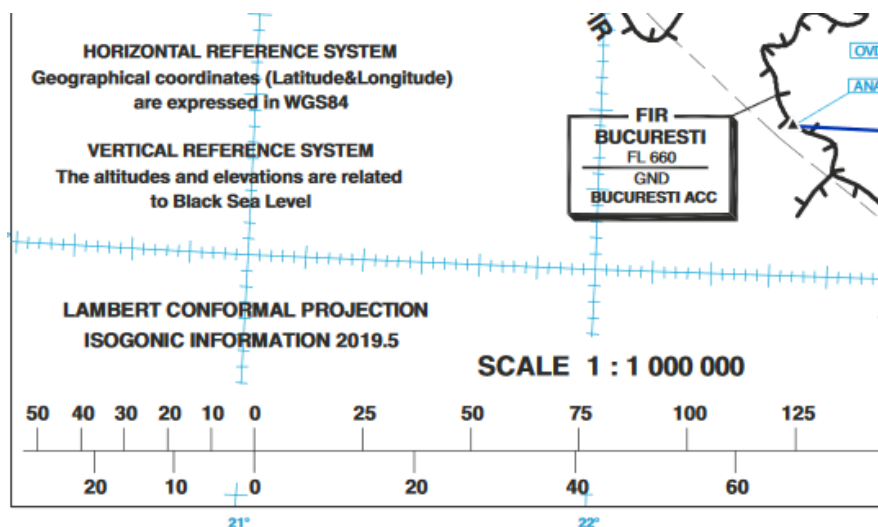 HORIZONTAL REFERENCE SYSTEM
Geographical coordinates (Latitude&Longitude)
are expressed in WGS84
VERTICAL REFERENCE SYSTEM
The altitudes and elevations are related
to Black Sea Level
FIR
FIR
BUCURESTI
FL 660
GND
BUCURESTI ACC
LAMBERT CONFORMAL PROJECTION
ISOGONIC INFORMATION 2019.5
SCALE 1 : 1 000 000
50 40 30 20 10 0 25 50 75 100 125
20 10 0 20 40 60
21° 22°